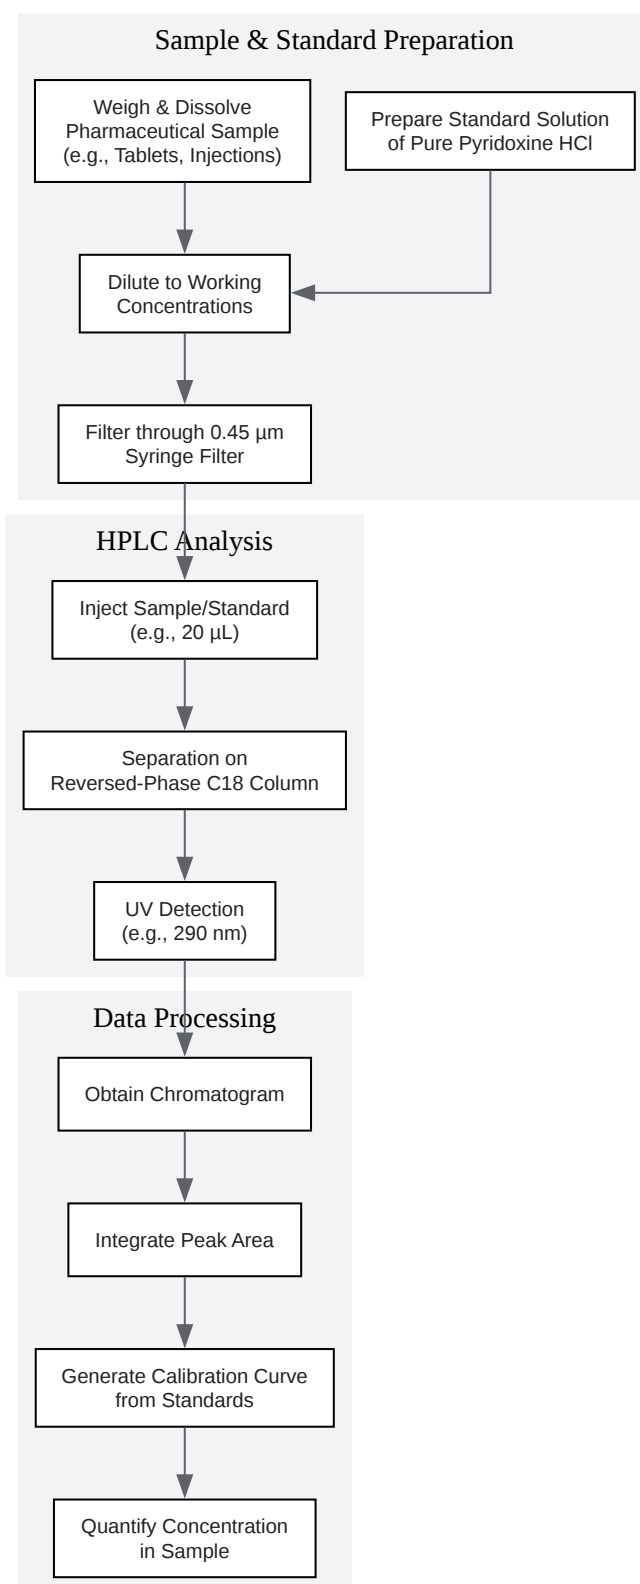 Sample & Standard Preparation
Weigh & Dissolve
Pharmaceutical Sample
(e.g., Tablets, Injections)
Prepare Standard Solution
of Pure Pyridoxine HCl
Dilute to Working
Concentrations
Filter through 0.45 µm
Syringe Filter
HPLC Analysis
Inject Sample/Standard
(e.g., 20 µL)
Separation on
Reversed-Phase C18 Column
UV Detection
(e.g., 290 nm)
Data Processing
Obtain Chromatogram
Integrate Peak Area
Generate Calibration Curve
from Standards
Quantify Concentration
in Sample